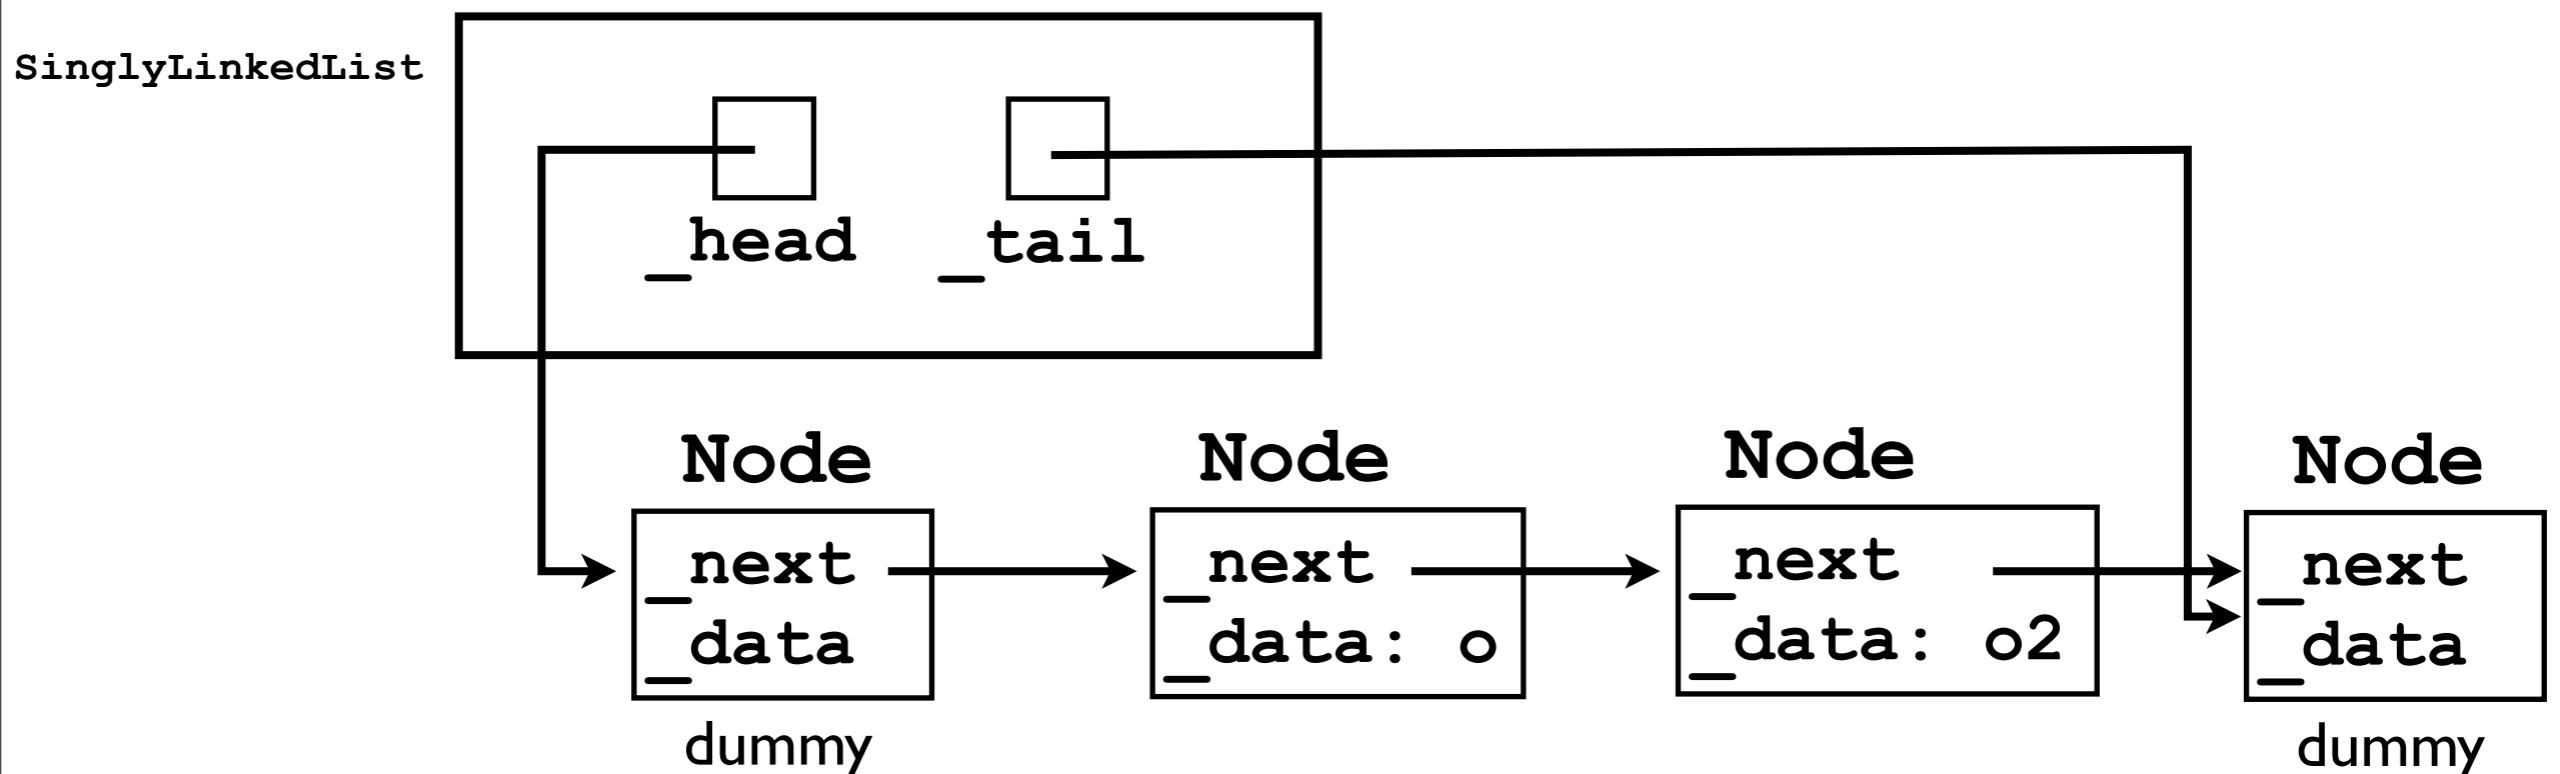 SinglyLinkedList
_head
_tail
Node
Node
Node
Node
_next
_data
_next
_data: o
_next
_data: o2
_next
_data
dummy
dummy